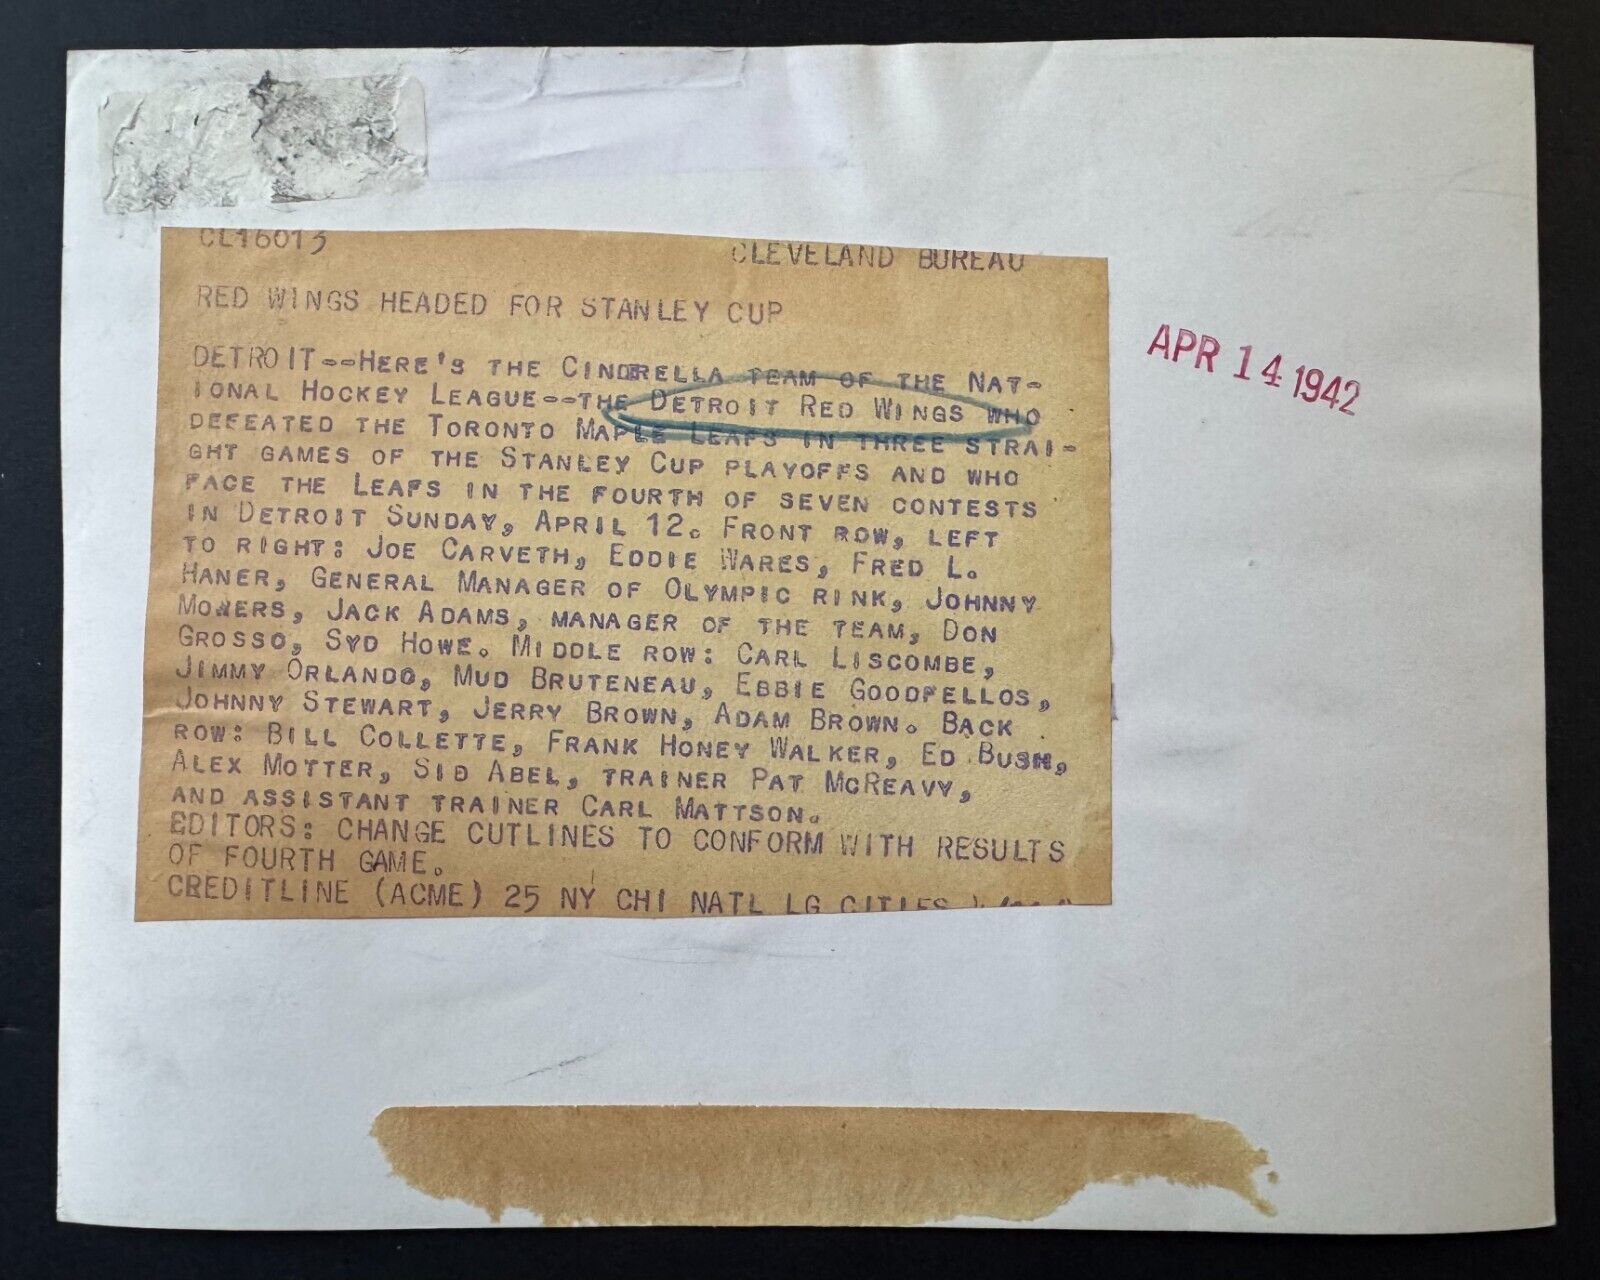 CL16013 CLEVELAND BUREAU
RED WINGS HEADED FOR STANLEY CUP
DETROIT--HERE'S THE CINDERELLA TEAM OF THE NAT-
IONAL HOCKEY LEAGUE--THE DETROIT RED WINGS WHO
DEFEATED THE TORONTO MAPLE LEAFS IN THREE STRAI-
GHT GAMES OF THE STANLEY CUP PLAYOFFS AND WHO
FACE THE LEAFS IN THE FOURTH OF SEVEN CONTESTS
IN DETROIT SUNDAY, APRIL 12. FRONT ROW, LEFT
TO RIGHT: JOE CARVETH, EDDIE WARES, FRED L.
HANER, GENERAL MANAGER OF OLYMPIC RINK, JOHNNY
MOWERS, JACK ADAMS, MANAGER OF THE TEAM, DON
GROSSO, SYD HOWE. MIDDLE ROW: CARL LISCOMBE,
JIMMY ORLANDO, MUD BRUTENEAU, EBBIE GOODFELLOS,
JOHNNY STEWART, JERRY BROWN, ADAM BROWN. BACK
ROW: BILL COLLETTE, FRANK HONEY WALKER, ED BUSH,
ALEX MOTTER, SID ABEL, TRAINER PAT MCREAVY,
AND ASSISTANT TRAINER CARL MATTSON.
EDITORS: CHANGE CUTLINES TO CONFORM WITH RESULTS
OF FOURTH GAME.
CREDITLINE (ACME) 25 NY CHI NATL LG CITIES
APR 14 1942